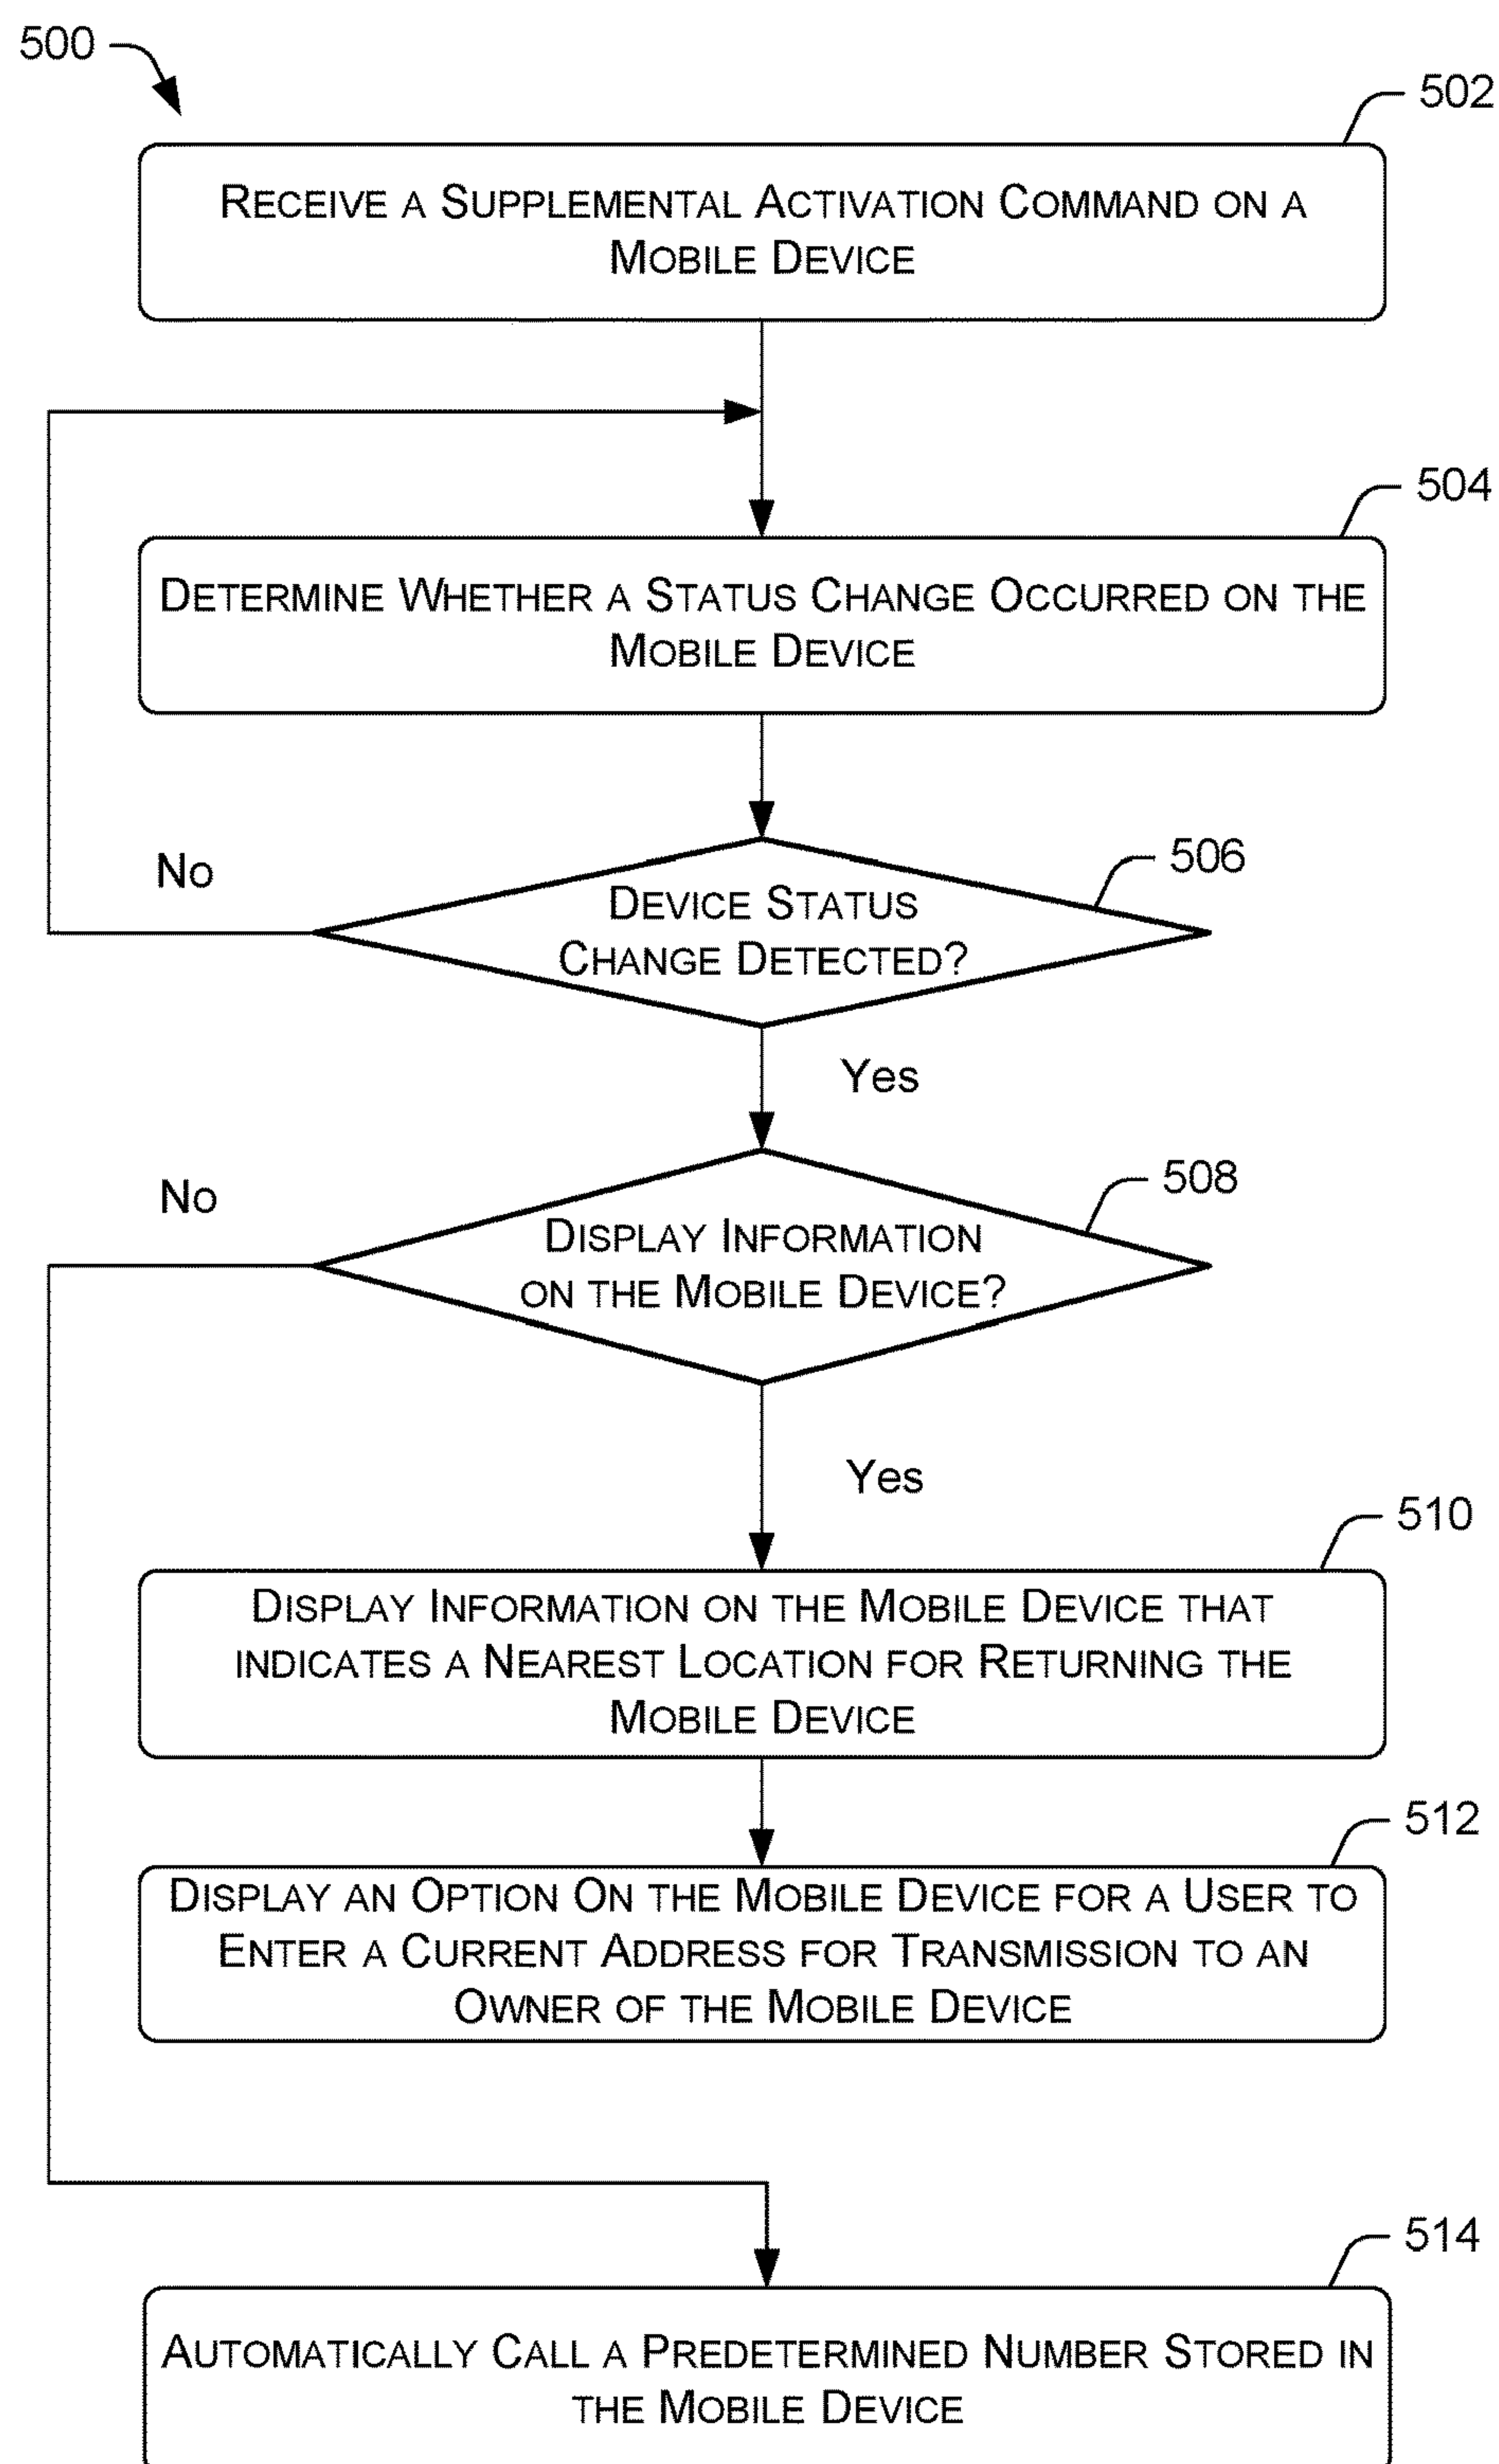 500
502
RECEIVE A SUPPLEMENTAL ACTIVATION COMMAND ON A
MOBILE DEVICE
504
DETERMINE WHETHER A STATUS CHANGE OCCURRED ON THE
MOBILE DEVICE
506
No
DEVICE STATUS
CHANGE DETECTED?
Yes
508
No
DISPLAY INFORMATION
ON THE MOBILE DEVICE?
Yes
510
DISPLAY INFORMATION ON THE MOBILE DEVICE THAT
INDICATES A NEAREST LOCATION FOR RETURNING THE
MOBILE DEVICE
512
DISPLAY AN OPTION ON THE MOBILE DEVICE FOR A USER TO
ENTER A CURRENT ADDRESS FOR TRANSMISSION TO AN
OWNER OF THE MOBILE DEVICE
514
AUTOMATICALLY CALL A PREDETERMINED NUMBER STORED IN
THE MOBILE DEVICE